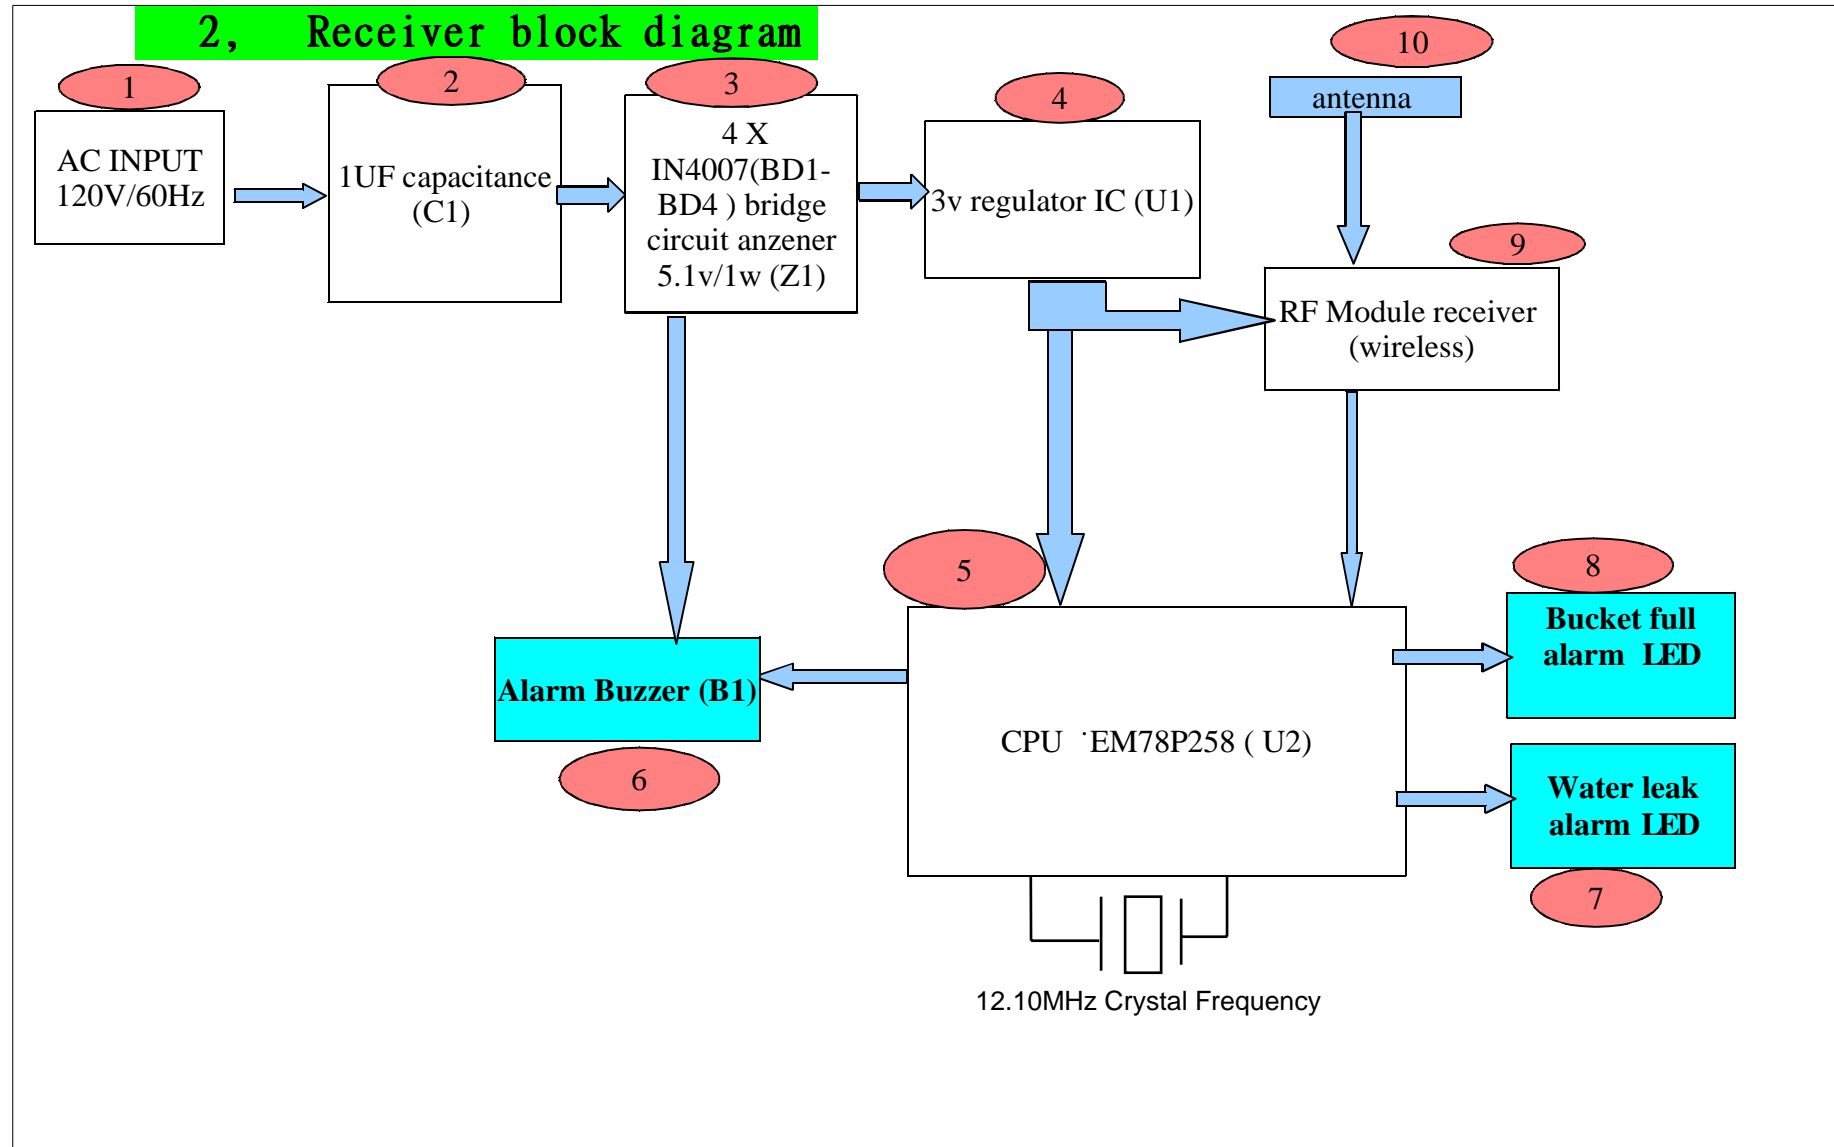 2, Receiver block diagram
1
AC INPUT
120V/60Hz
2
1UF capacitance
(C1)
3
4 X
IN4007(BD1-
BD4 ) bridge
circuit anzener
5.1v/1w (Z1)
4
3v regulator IC (U1)
10
antenna
9
RF Module receiver
(wireless)
5
CPU ˙EM78P258 ( U2)
Alarm Buzzer (B1)
6
8
Bucket full
alarm LED
Water leak
alarm LED
7
12.10MHz Crystal Frequency